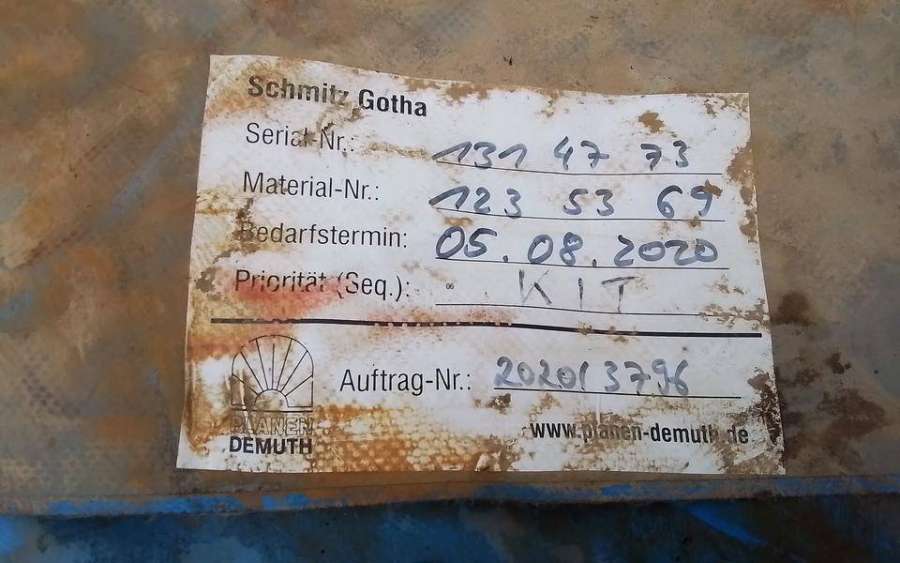 Schmitz Gotha
Serial-Nr.: 131 47 73
Material-Nr.: 123 53 69
Bedarfstermin: 05.08.2020
Priorität (Seq.): KIT
Auftrag-Nr.: 2020/3796
PLANEN
DEMUTH
www.planen-demuth.de